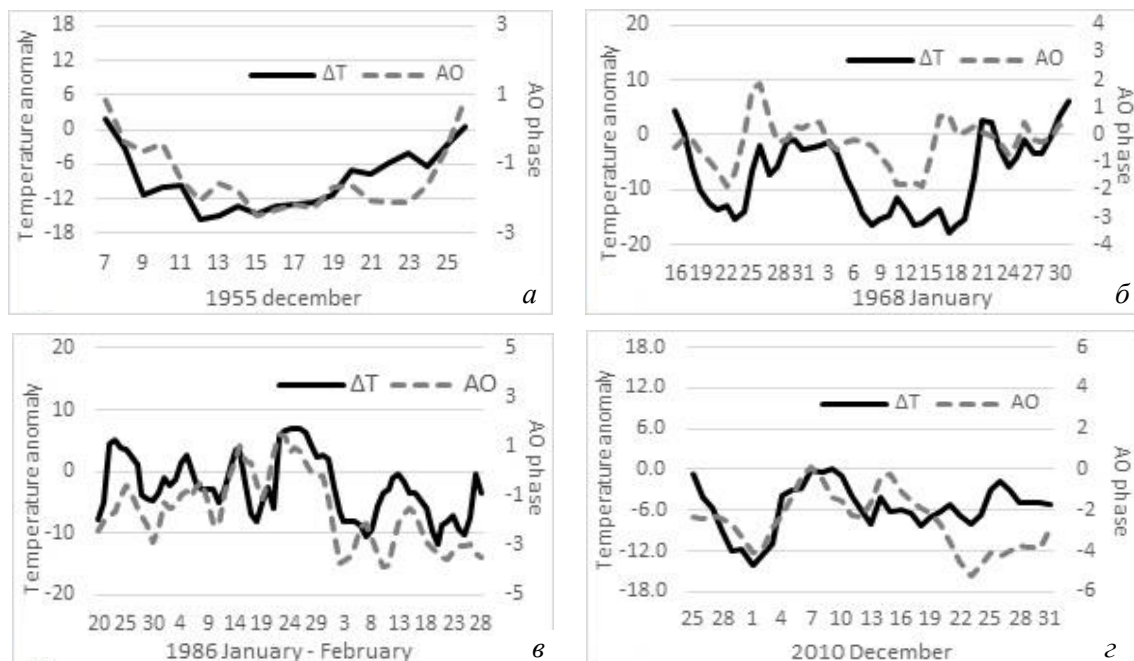 18
12
6
0
-6
-12
-18
Temperature anomaly
ΔT AO
3
1
-1
-3
AO phase
7 9 11 13 15 17 19 21 23 25
1955 december
а
20
10
0
-10
-20
Temperature anomaly
ΔT AO
4
3
2
1
0
-1
-2
-3
-4
AO phase
16 19 22 25 28 31 3 6 9 12 15 18 21 24 27 30
1968 January
б
20
10
0
-10
-20
Temperature anomaly
ΔT AO
5
3
1
-1
-3
-5
AO phase
20 25 30 4 9 14 19 24 29 3 8 13 18 23 28
1986 January - February
в
18.0
12.0
6.0
0.0
-6.0
-12.0
-18.0
Temperature anomaly
ΔT AO
6
4
2
0
-2
-4
-6
AO phase
25 28 1 4 7 10 13 16 19 22 25 28 31
2010 December
г